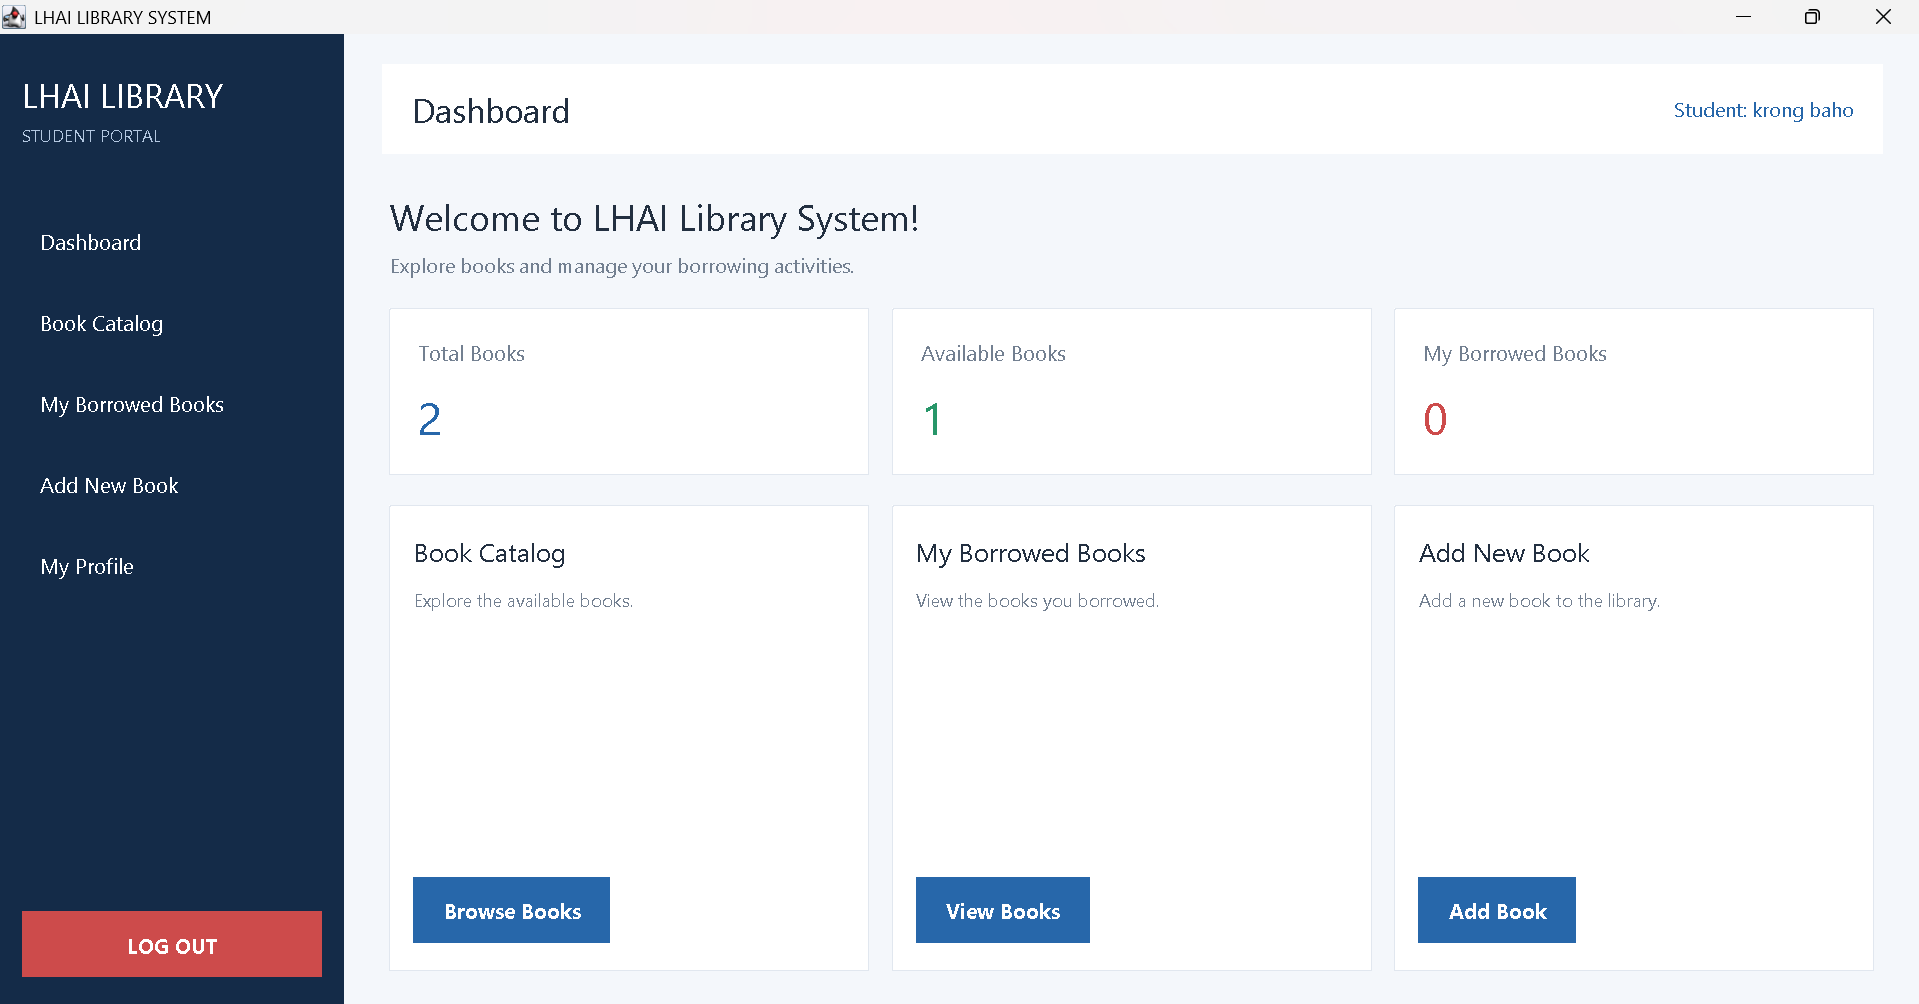 LHAI LIBRARY SYSTEM
LHAI LIBRARY
STUDENT PORTAL
Dashboard
Book Catalog
My Borrowed Books
Add New Book
My Profile
LOG OUT
Dashboard
Student: krong baho
Welcome to LHAI Library System!
Explore books and manage your borrowing activities.
Total Books
2
Available Books
1
My Borrowed Books
0
Book Catalog
Explore the available books.
Browse Books
My Borrowed Books
View the books you borrowed.
View Books
Add New Book
Add a new book to the library.
Add Book